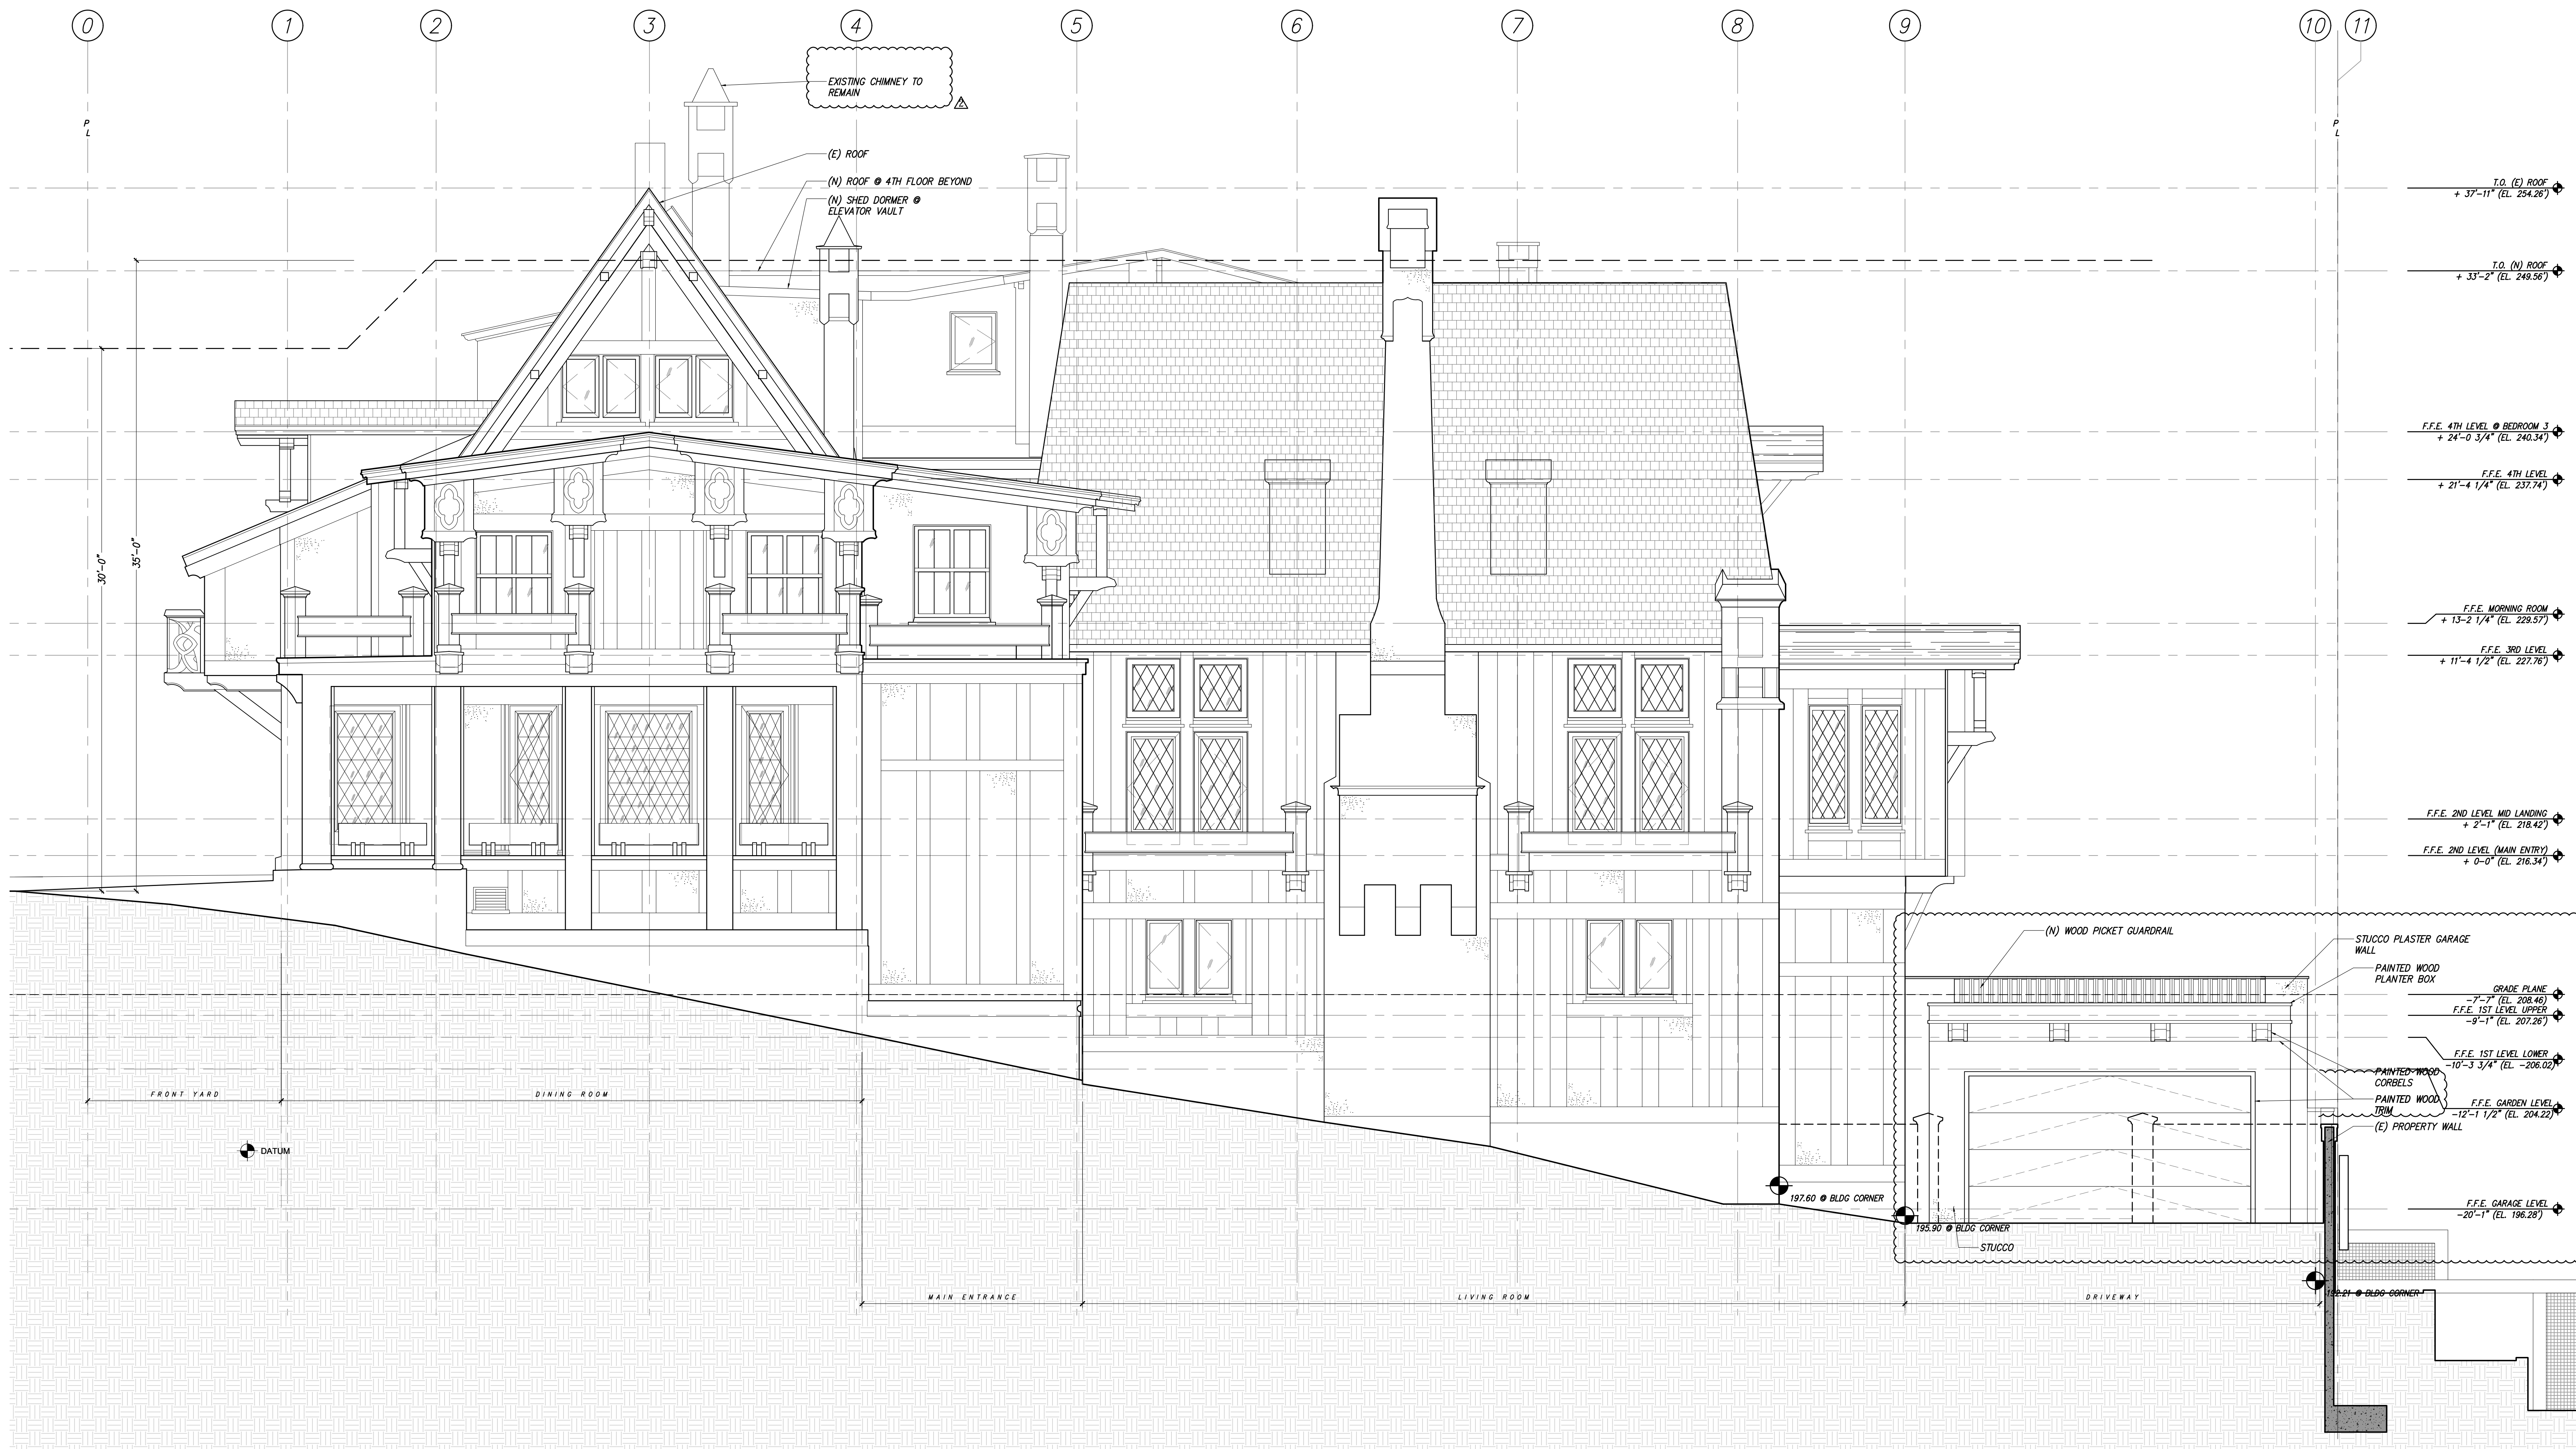 0 1 2 3 4 5 6 7 8 9 10 11
EXISTING CHIMNEY TO
REMAIN
2
P
L
P
L
(E) ROOF
(N) ROOF @ 4TH FLOOR BEYOND
(N) SHED DORMER @
ELEVATOR VAULT
T.O. (E) ROOF
+ 37'-11" (EL. 254.26')
T.O. (N) ROOF
+ 33'-2" (EL. 249.56')
F.F.E. 4TH LEVEL @ BEDROOM 3
+ 24'-0 3/4" (EL. 240.34')
F.F.E. 4TH LEVEL
+ 21'-4 1/4" (EL. 237.74')
30'-0"
35'-0"
F.F.E. MORNING ROOM
+ 13-2 1/4" (EL. 229.57')
F.F.E. 3RD LEVEL
+ 11'-4 1/2" (EL. 227.76')
F.F.E. 2ND LEVEL MID LANDING
+ 2'-1" (EL. 218.42')
F.F.E. 2ND LEVEL (MAIN ENTRY)
+ 0-0" (EL. 216.34')
(N) WOOD PICKET GUARDRAIL
STUCCO PLASTER GARAGE
WALL
PAINTED WOOD
PLANTER BOX
GRADE PLANE
-7'-7" (EL. 208.46)
F.F.E. 1ST LEVEL UPPER
-9'-1" (EL. 207.26')
F.F.E. 1ST LEVEL LOWER
-10'-3 3/4" (EL. -206.02)
PAINTED WOOD
CORBELS
PAINTED WOOD
TRIM
F.F.E. GARDEN LEVEL
-12'-1 1/2" (EL. 204.22)
(E) PROPERTY WALL
FRONT YARD
DINING ROOM
DATUM
197.60 @ BLDG CORNER
F.F.E. GARAGE LEVEL
-20'-1" (EL. 196.28')
195.90 @ BLDG CORNER
STUCCO
MAIN ENTRANCE
LIVING ROOM
DRIVEWAY
192.21 @ BLDG CORNER